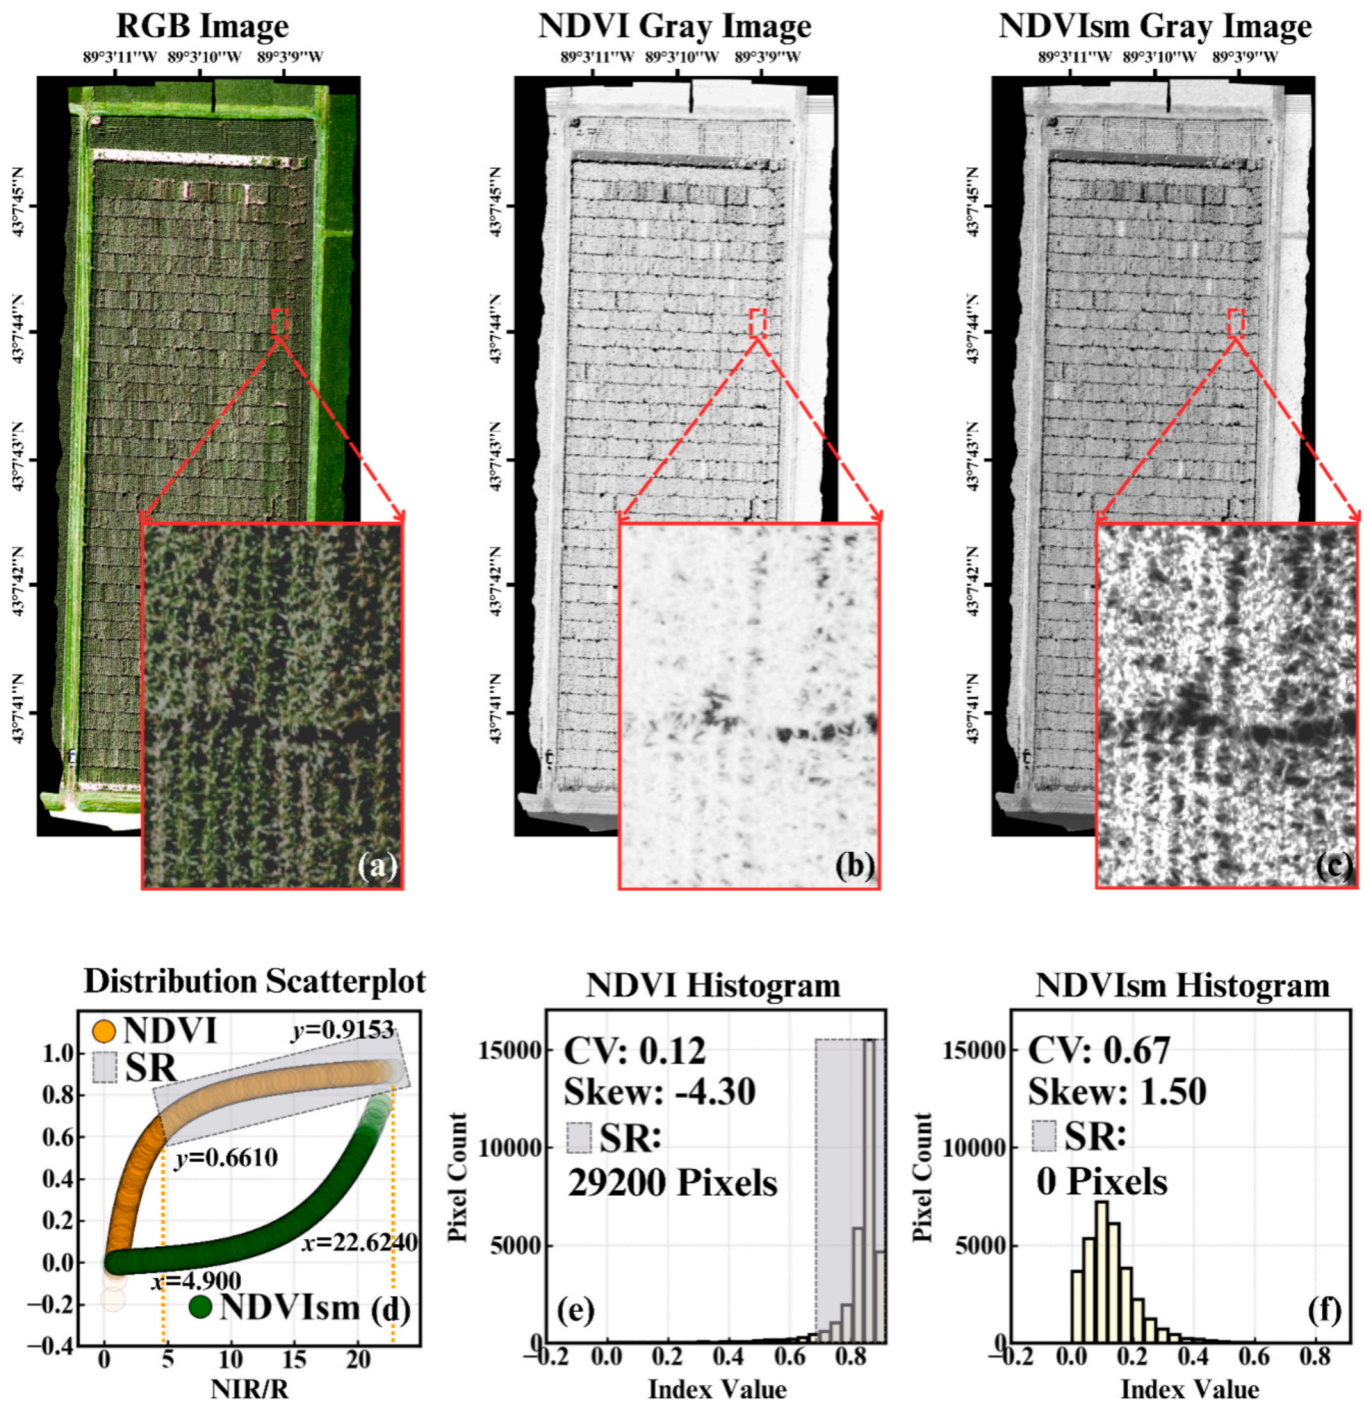 RGB Image
NDVI Gray Image
NDVIsm Gray Image
89°3'11"W 89°3'10"W 89°3'9"W
89°3'11"W 89°3'10"W 89°3'9"W
89°3'11"W 89°3'10"W 89°3'9"W
43°7'45"N
43°7'44"N
43°7'43"N
43°7'42"N
43°7'41"N
(a)
43°7'45"N
43°7'44"N
43°7'43"N
43°7'42"N
43°7'41"N
(b)
43°7'45"N
43°7'44"N
43°7'43"N
43°7'42"N
43°7'41"N
(c)
Distribution Scatterplot
NDVI
SR
y=0.9153
y=0.6610
x=22.6240
x=4.900
NDVIsm (d)
1.0
0.8
0.6
0.4
0.2
0.0
−0.2
−0.4
0 5 10 15 20
NIR/R
NDVI Histogram
CV: 0.12
Skew: -4.30
SR:
29200 Pixels
(e)
Pixel Count
15000
10000
5000
0
−0.2 0.0 0.2 0.4 0.6 0.8
Index Value
NDVIsm Histogram
CV: 0.67
Skew: 1.50
SR:
0 Pixels
(f)
Pixel Count
15000
10000
5000
0
−0.2 0.0 0.2 0.4 0.6 0.8
Index Value